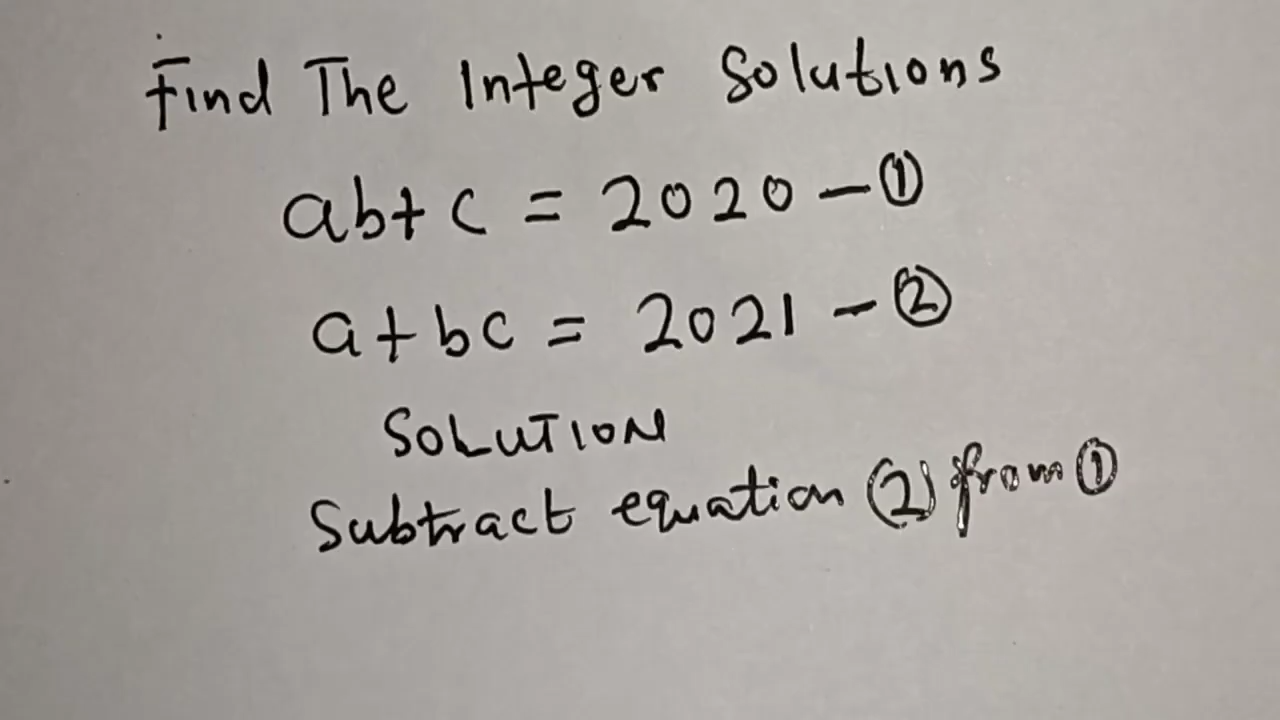 Find The Integer Solutions
ab+c = 2020 — ①
a+bc = 2021 — ②
SOLUTION
Subtract equation (2) from ①